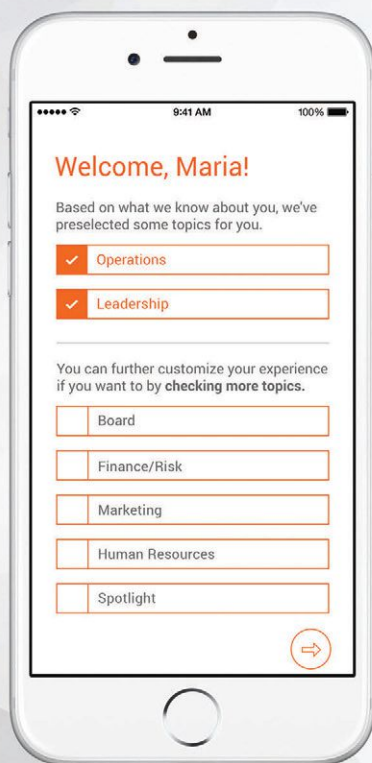 9:41 AM 100%
Welcome, Maria!
Based on what we know about you, we've
preselected some topics for you.
Operations
Leadership
You can further customize your experience
if you want to by checking more topics.
Board
Finance/Risk
Marketing
Human Resources
Spotlight